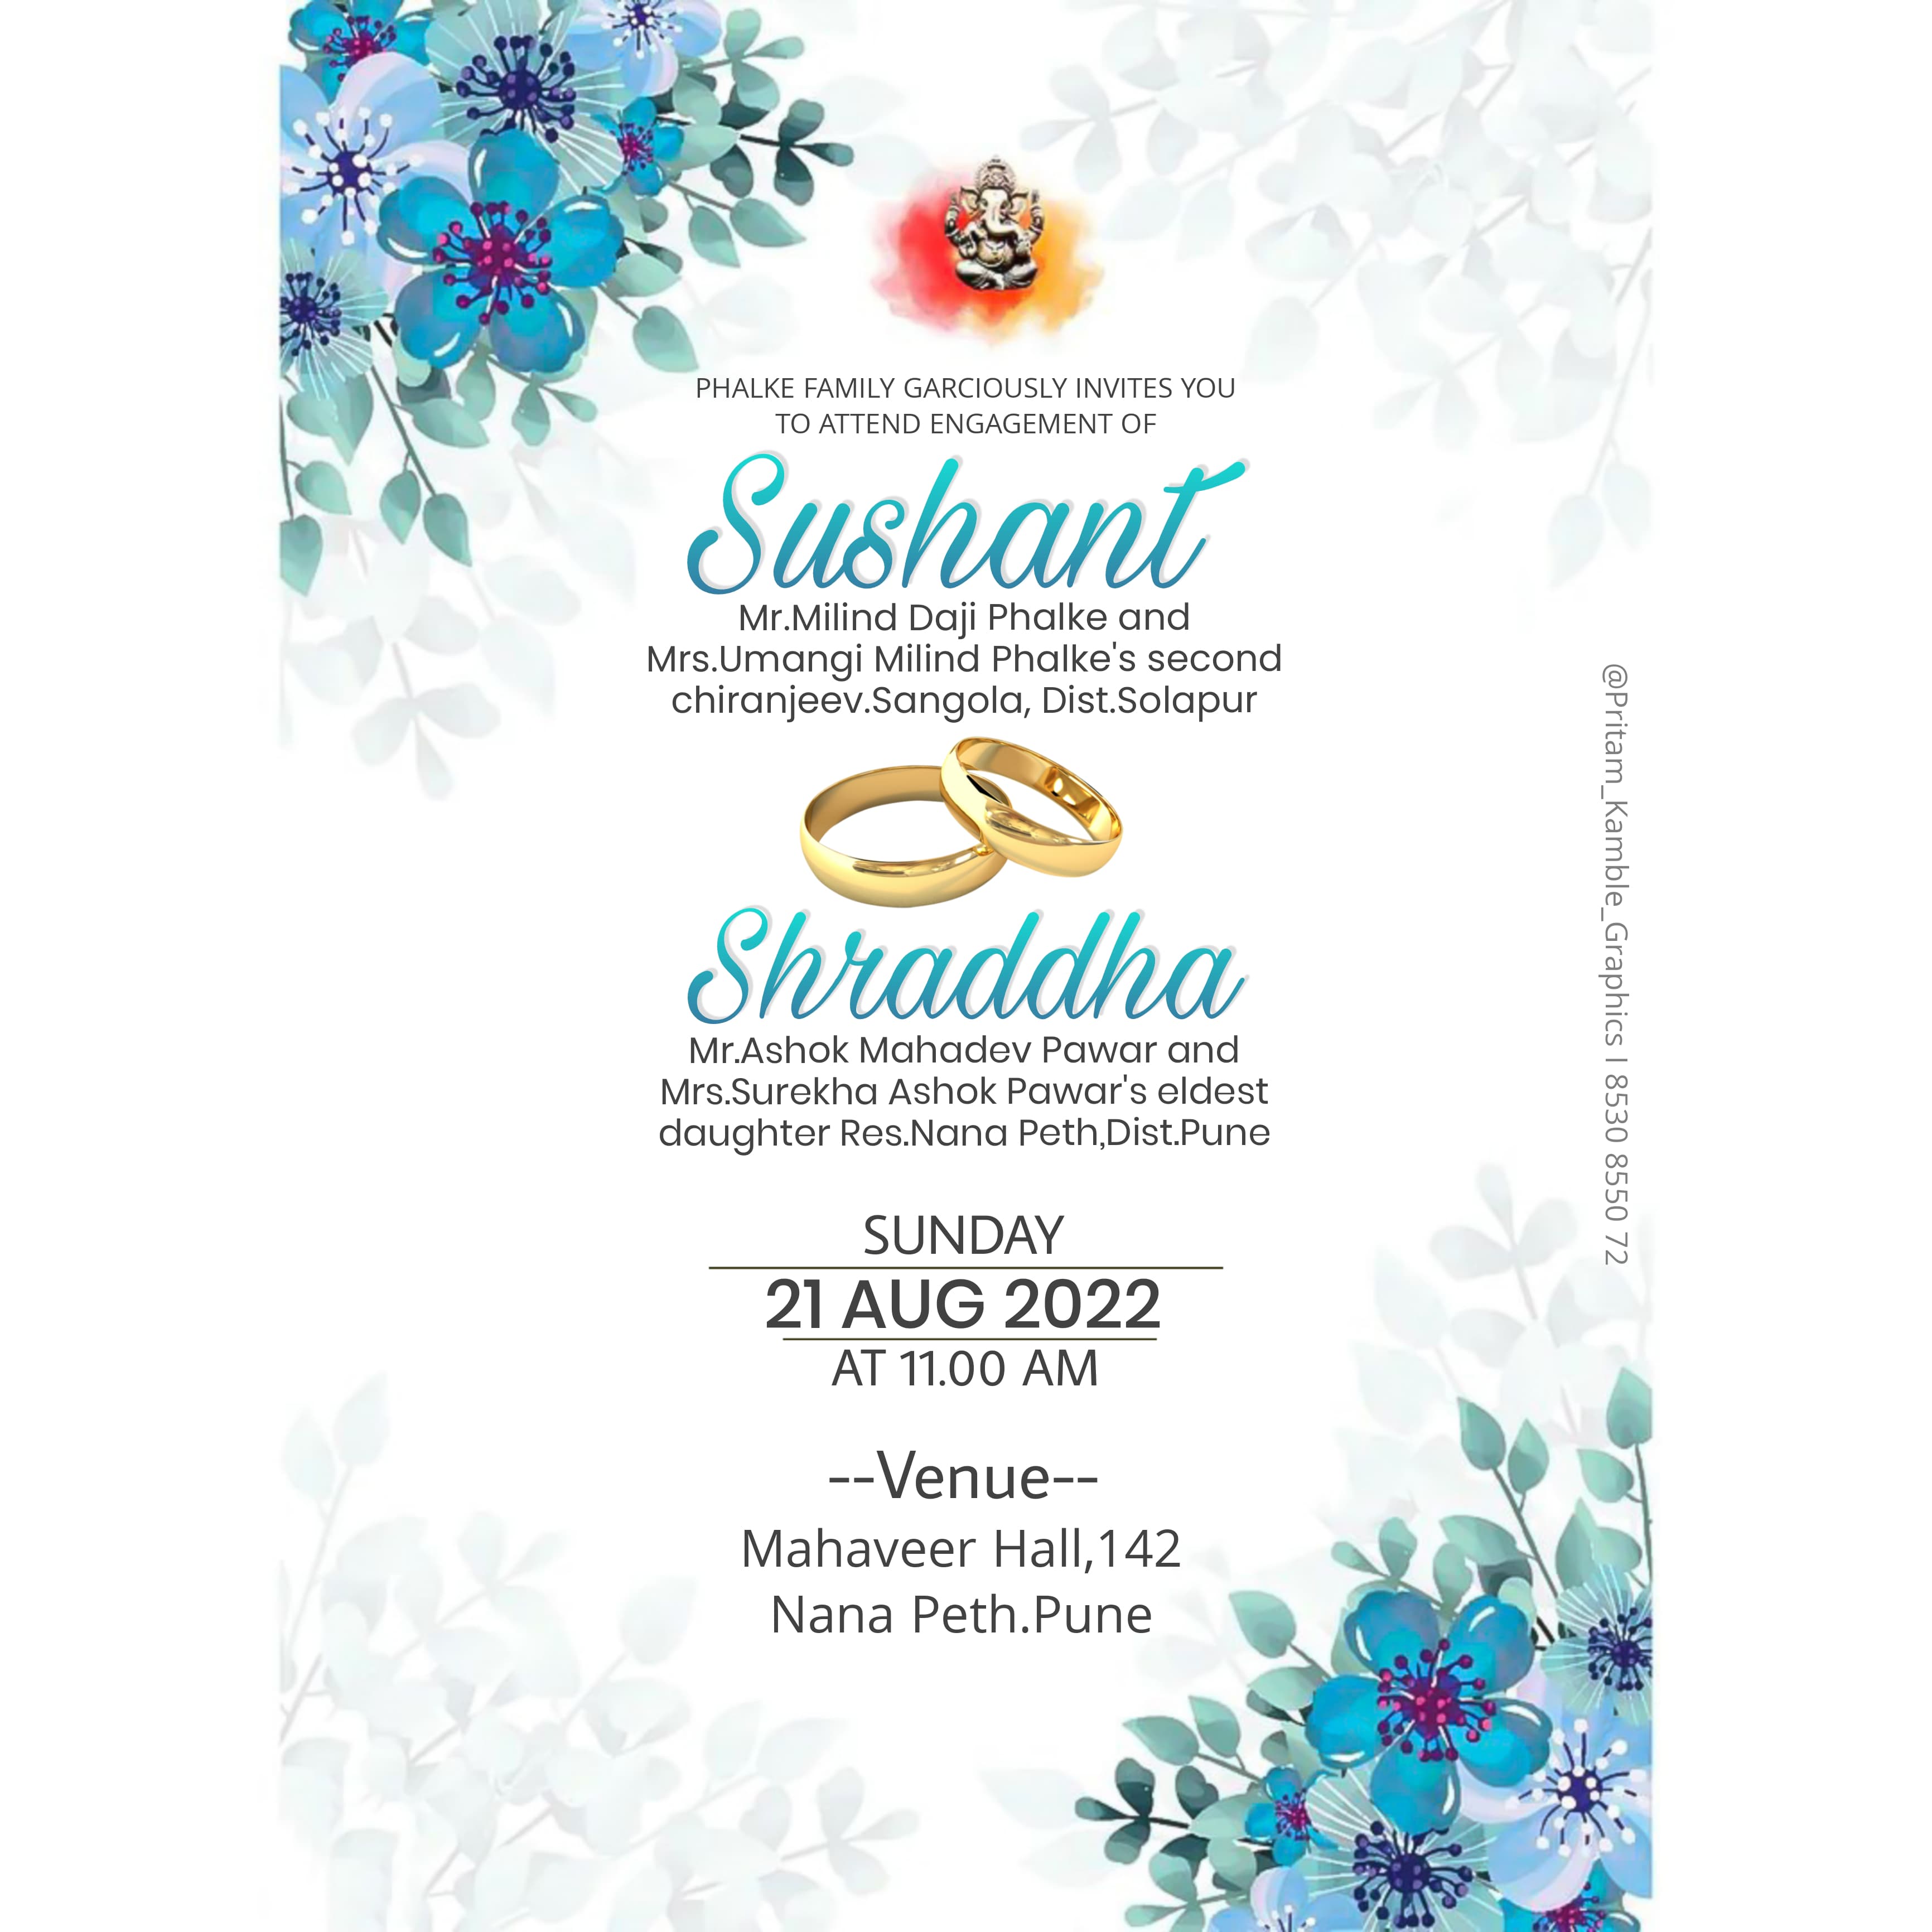 PHALKE FAMILY GARCIOUSLY INVITES YOU
TO ATTEND ENGAGEMENT OF
Sushant
Mr.Milind Daji Phalke and
Mrs.Umangi Milind Phalke's second
chiranjeev.Sangola, Dist.Solapur
Shraddha
Mr.Ashok Mahadev Pawar and
Mrs.Surekha Ashok Pawar's eldest
daughter Res.Nana Peth,Dist.Pune
SUNDAY
21 AUG 2022
AT 11.00 AM
--Venue--
Mahaveer Hall,142
Nana Peth.Pune
@Pritam_Kamble_Graphics I 8530 8550 72